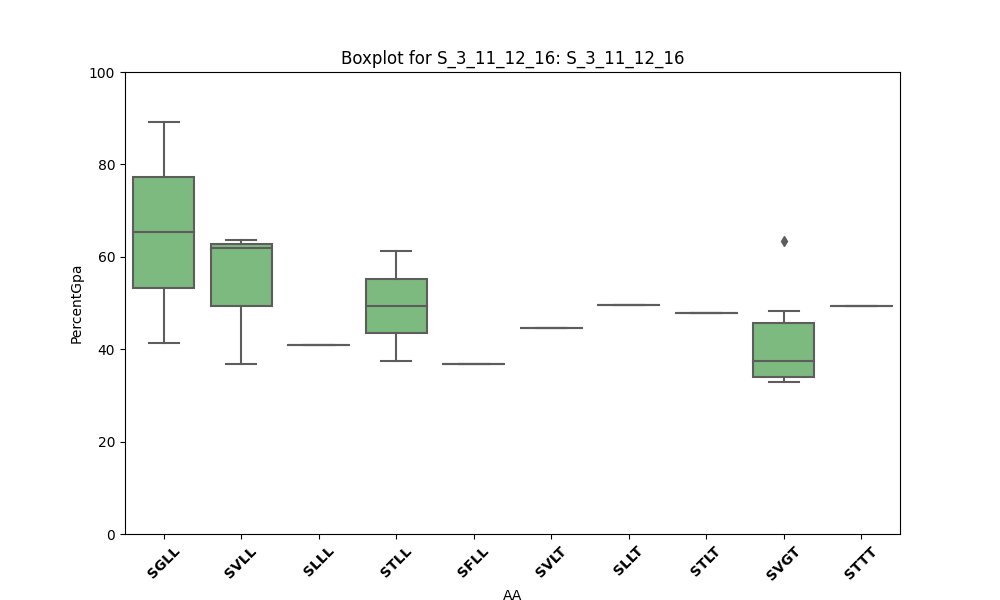 Boxplot for S_3_11_12_16: S_3_11_12_16
100
80
60
40
20
0
PercentGpa
SGLL
SVLL
SLLL
STLL
SFLL
SVLT
SLLT
STLT
SVGT
STTT
AA